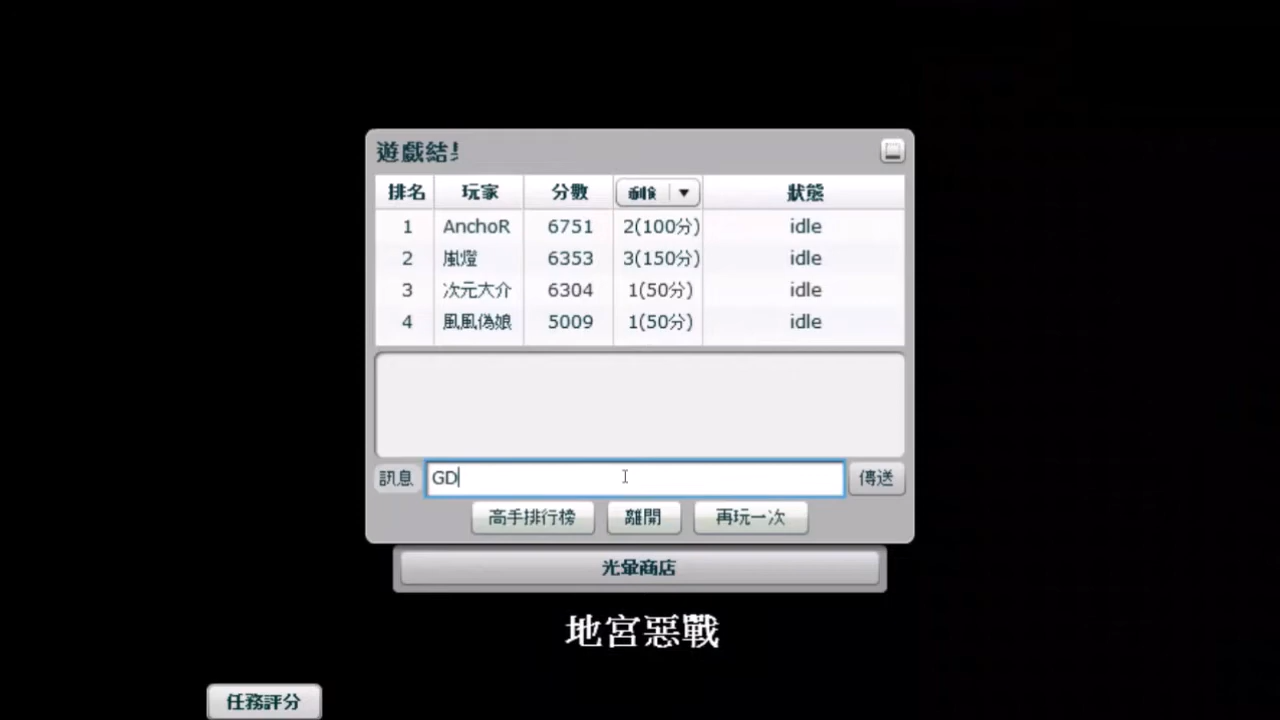 遊戲結
排名 玩家 分數 狀態
1 AnchoR 6751 2(100分) idle
2 嵐燈 6353 3(150分) idle
3 次元大介 6304 1(50分) idle
4 風風偽娘 5009 1(50分) idle
訊息 GD 傳送
高手排行榜 離開 再玩一次
光暈商店
地宮惡戰
任務評分